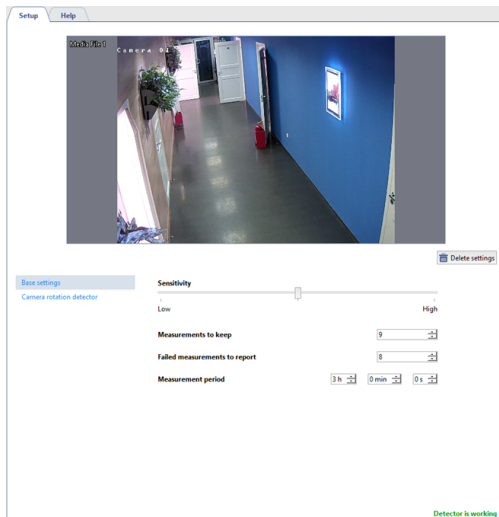 Setup Help
Media File 1
Camera 01
Delete settings
Base settings
Camera rotation detector
Sensitivity
Low High
Measurements to keep 9
Failed measurements to report 8
Measurement period 3 h 0 min 0 s
Detector is working